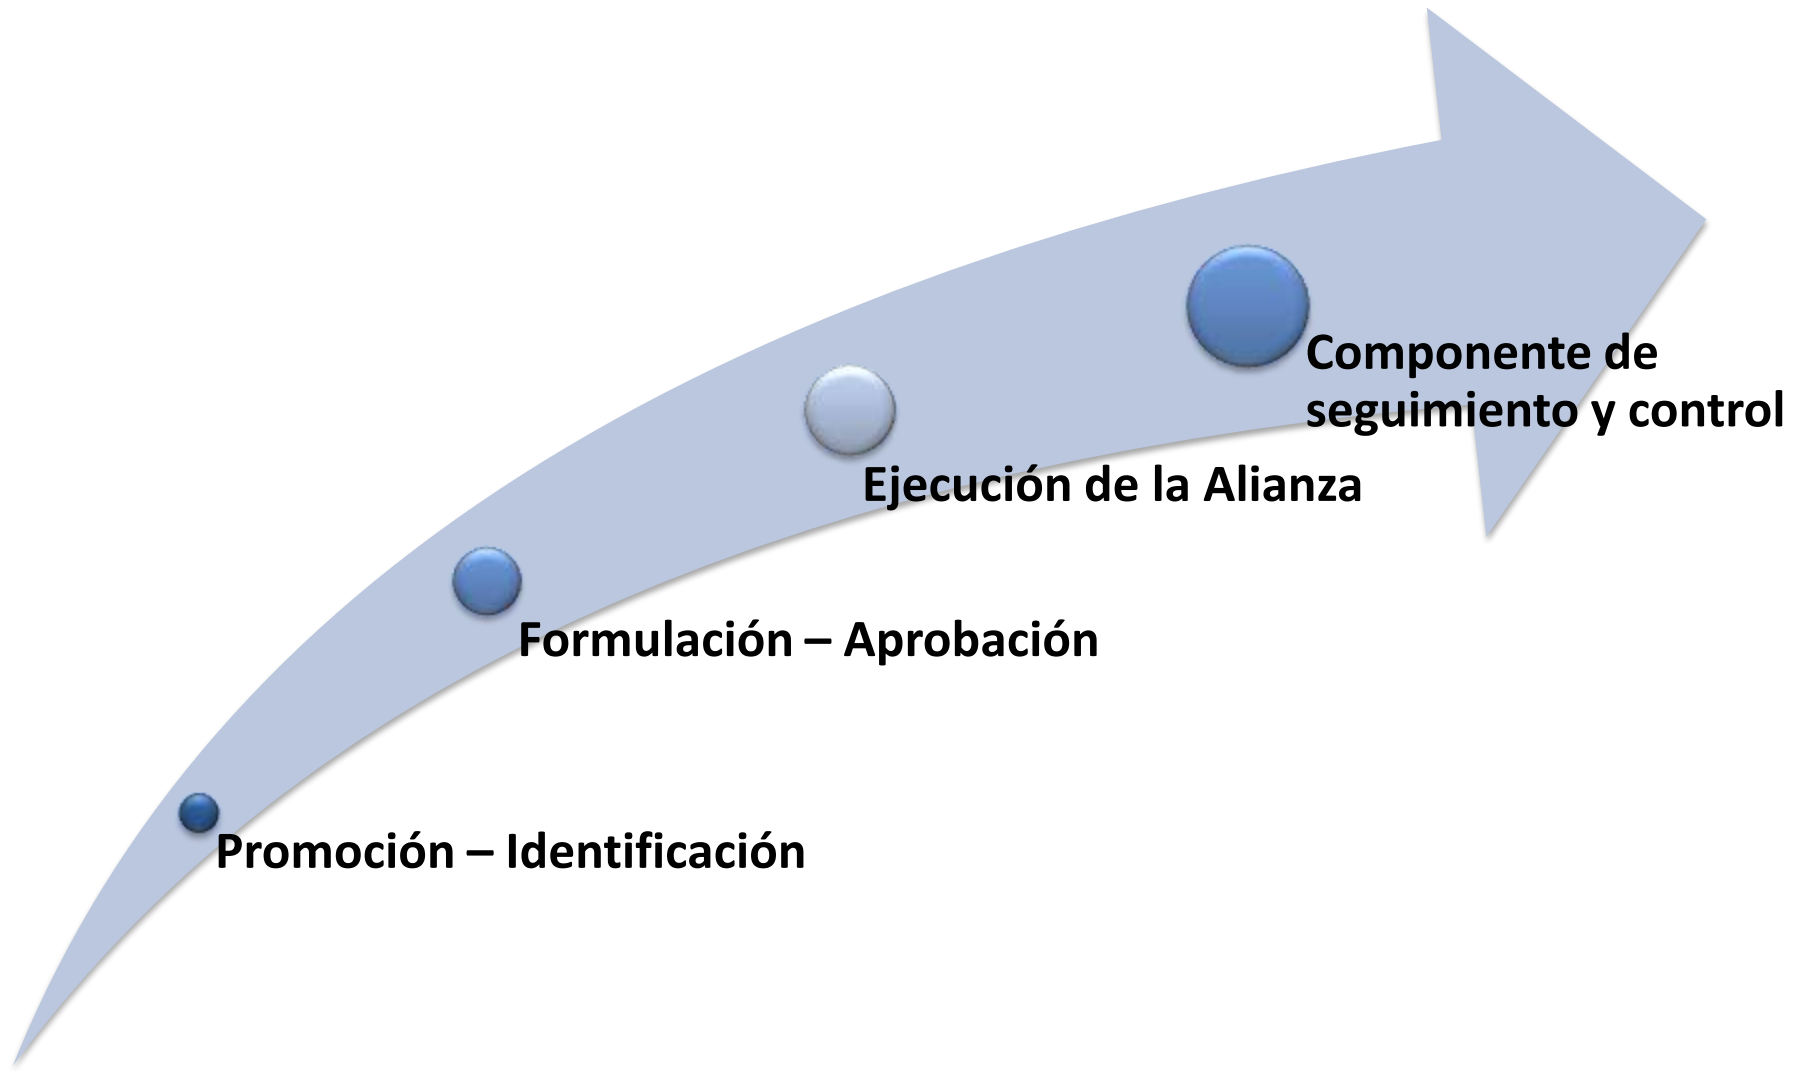 Componente de
seguimiento y control
Ejecución de la Alianza
Formulación – Aprobación
Promoción – Identificación